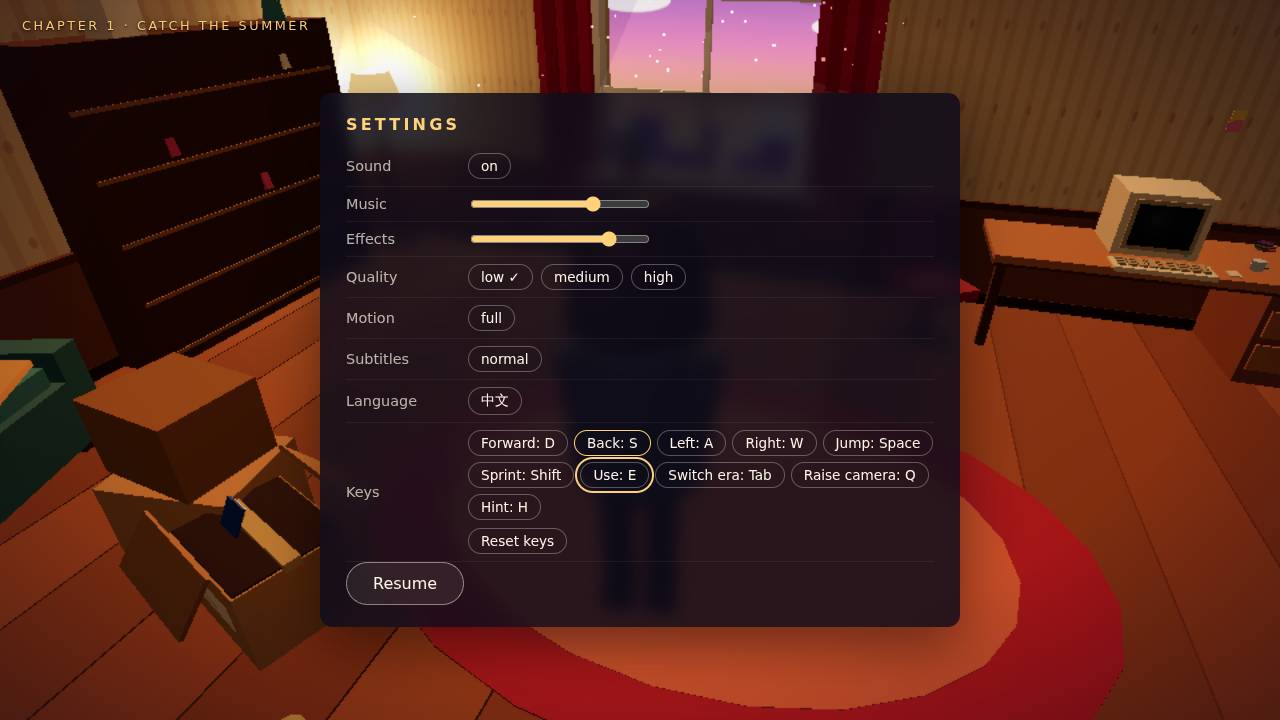 CHAPTER 1 · CATCH THE SUMMER
SETTINGS
Sound on
Music
Effects
Quality low ✓ medium high
Motion full
Subtitles normal
Language 中文
Keys
Forward: D Back: S Left: A Right: W Jump: Space
Sprint: Shift Use: E Switch era: Tab Raise camera: Q
Hint: H
Reset keys
Resume